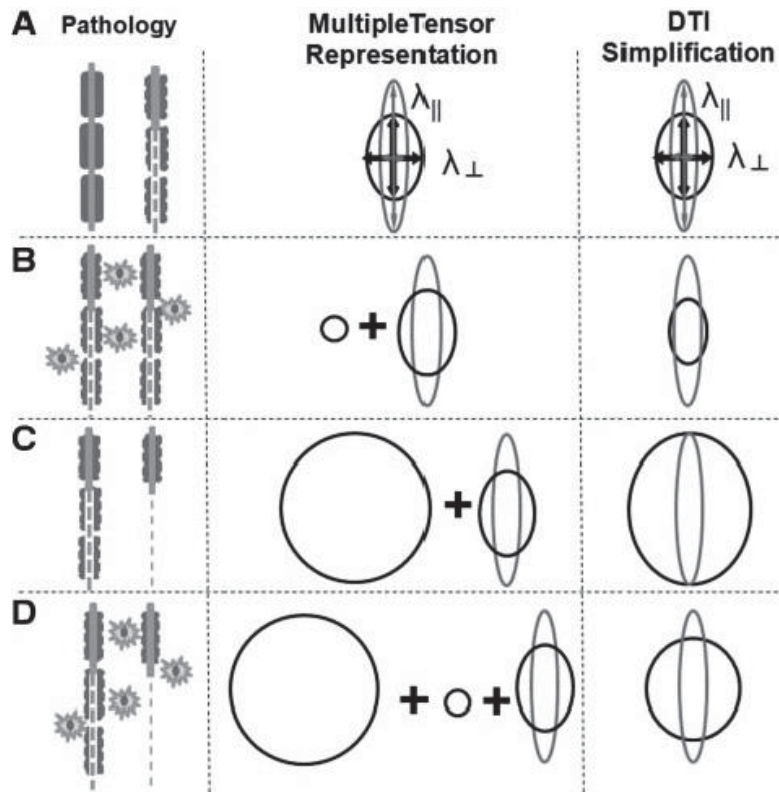 A
Pathology
MultipleTensor
Representation
DTI
Simplification
λ||
λ⊥
λ||
λ⊥
B
+
C
+
D
+ +